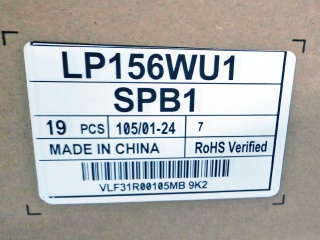 LP156WU1
SPB1
19 PCS 105/01-24 7
MADE IN CHINA RoHS Verified
VLF31R00105MB 9K2